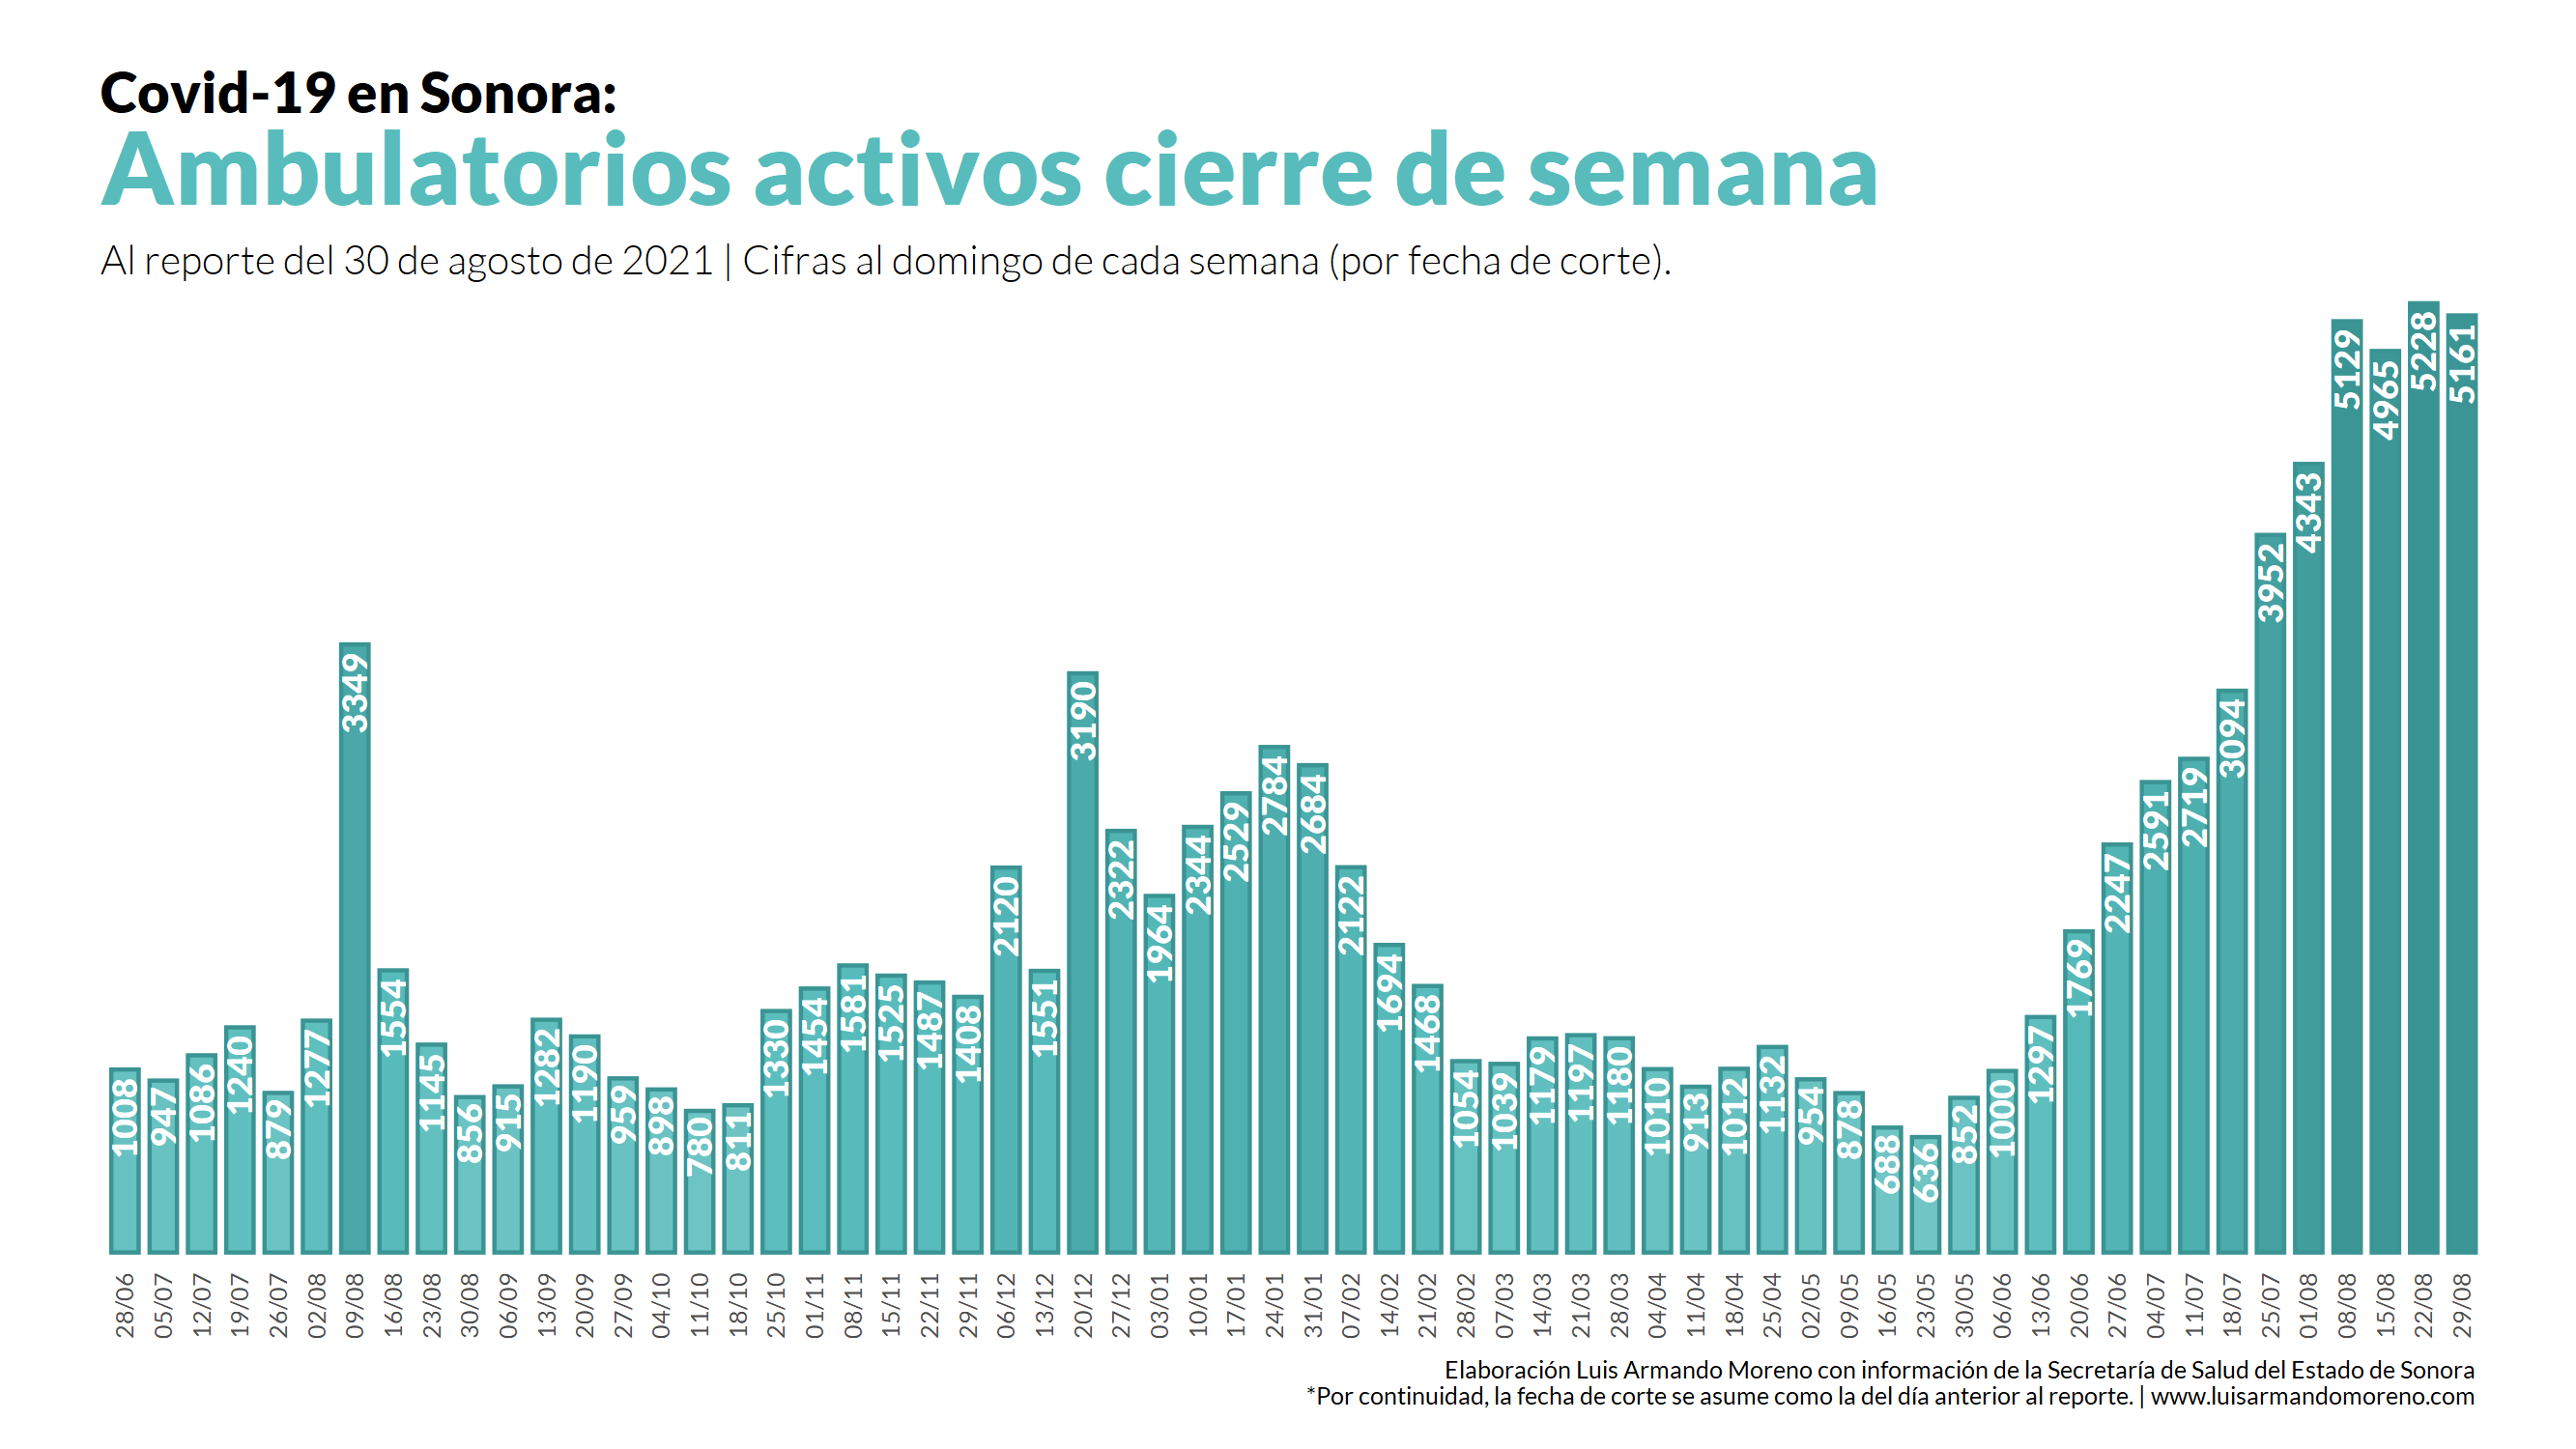 Covid-19 en Sonora:
Ambulatorios activos cierre de semana
Al reporte del 30 de agosto de 2021 | Cifras al domingo de cada semana (por fecha de corte).
1008 947 1086 1240 879 1277 3349 1554 1145 856 915 1282 1190 959 898 780 811 1330 1454 1581 1525 1487 1408 2120 1551 3190 2322 1964 2344 2529 2784 2684 2122 1694 1468 1054 1039 1179 1197 1180 1010 913 1012 1132 954 878 688 636 852 1000 1297 1769 2247 2591 2719 3094 3952 4343 5129 4965 5228 5161
28/06 05/07 12/07 19/07 26/07 02/08 09/08 16/08 23/08 30/08 06/09 13/09 20/09 27/09 04/10 11/10 18/10 25/10 01/11 08/11 15/11 22/11 29/11 06/12 13/12 20/12 27/12 03/01 10/01 17/01 24/01 31/01 07/02 14/02 21/02 28/02 07/03 14/03 21/03 28/03 04/04 11/04 18/04 25/04 02/05 09/05 16/05 23/05 30/05 06/06 13/06 20/06 27/06 04/07 11/07 18/07 25/07 01/08 08/08 15/08 22/08 29/08
Elaboración Luis Armando Moreno con información de la Secretaría de Salud del Estado de Sonora
*Por continuidad, la fecha de corte se asume como la del día anterior al reporte. | www.luisarmandomoreno.com